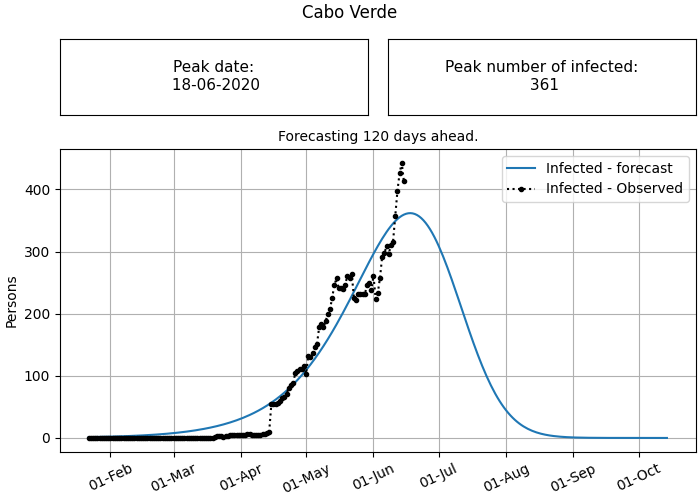 Cabo Verde
Peak date:
18-06-2020
Peak number of infected:
361
Forecasting 120 days ahead.
Infected - forecast
Infected - Observed
Persons
400
300
200
100
0
01-Feb
01-Mar
01-Apr
01-May
01-Jun
01-Jul
01-Aug
01-Sep
01-Oct